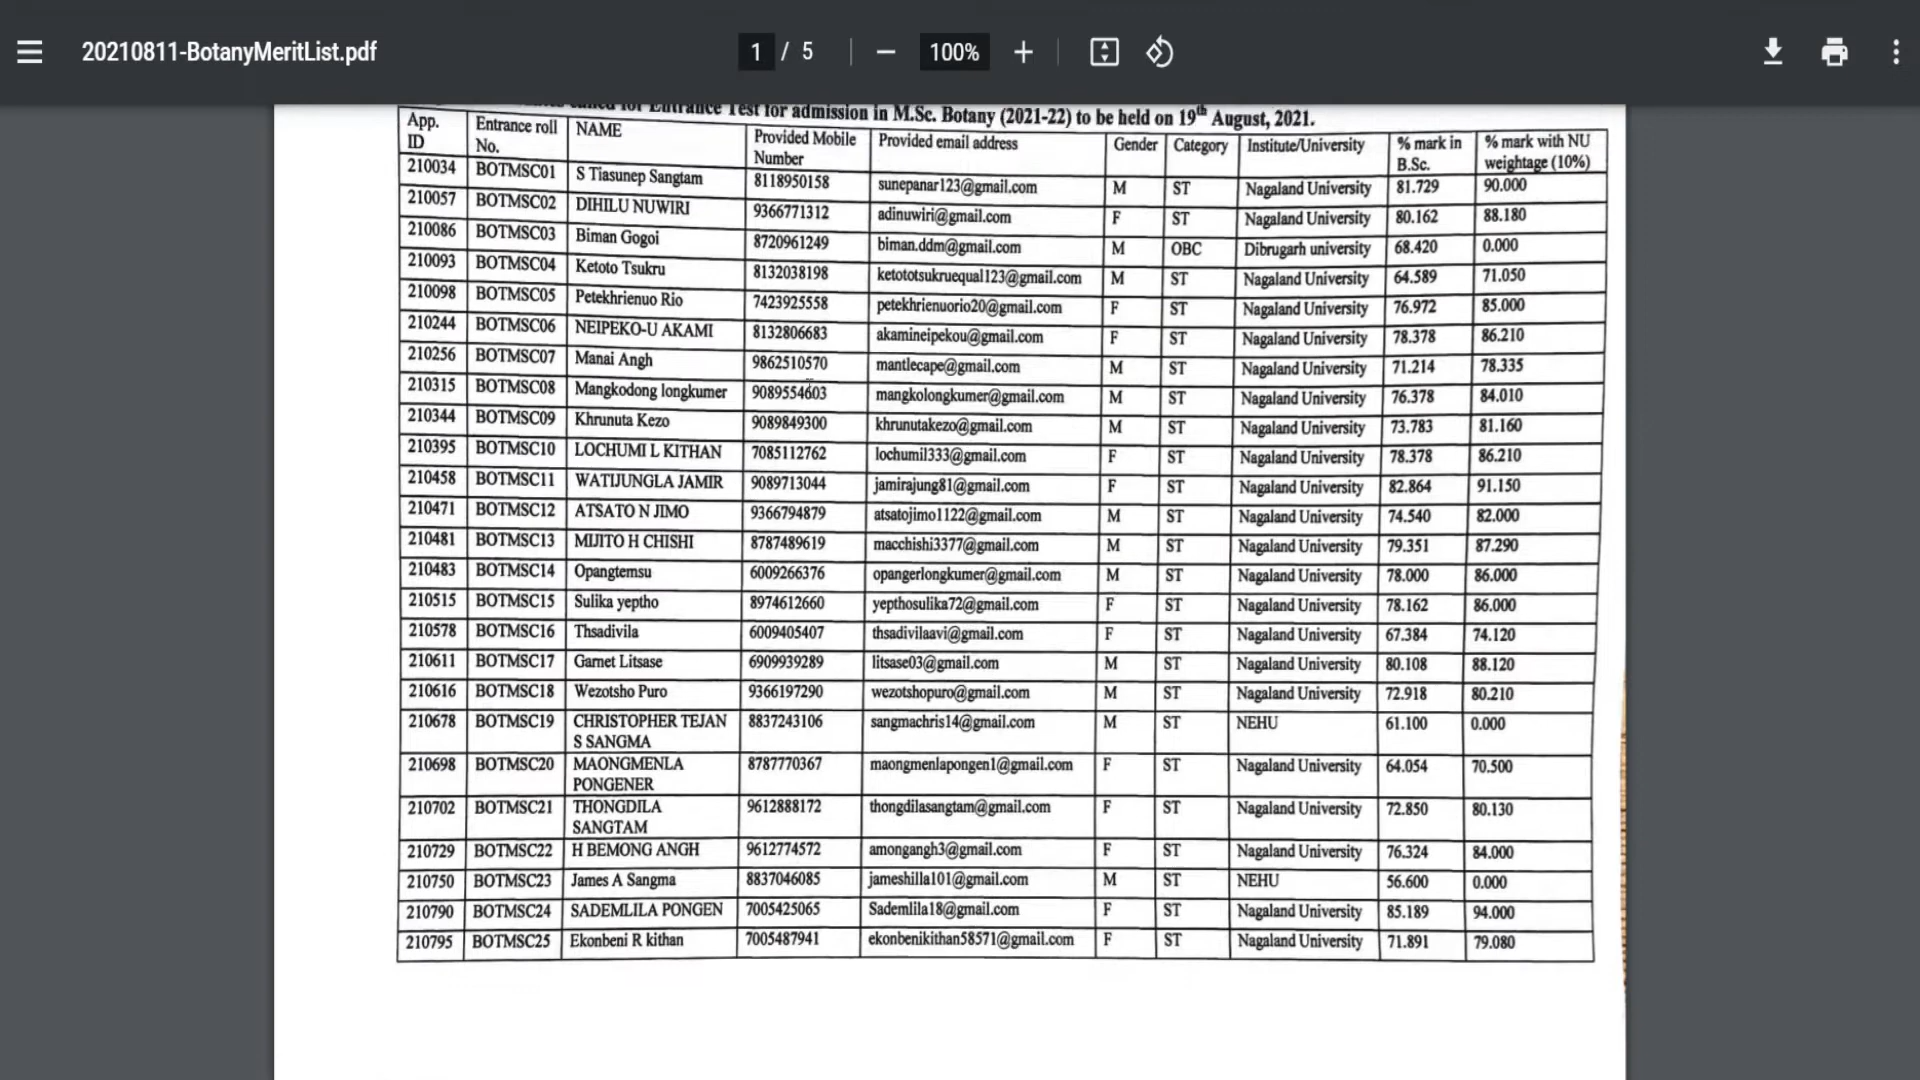 20210811-BotanyMeritList.pdf
1 / 5
100%
for Entrance Test for admission in M.Sc. Botany (2021-22) to be held on 19th August, 2021.
App. ID Entrance roll No. NAME Provided Mobile Number Provided email address Gender Category Institute/University % mark in B.Sc. % mark with NU weightage (10%)
210034 BOTMSC01 S Tiasunep Sangtam 8118950158 sunepanar123@gmail.com M ST Nagaland University 81.729 90.000
210057 BOTMSC02 DIHILU NUWIRI 9366771312 adinuwiri@gmail.com F ST Nagaland University 80.162 88.180
210086 BOTMSC03 Biman Gogoi 8720961249 biman.ddm@gmail.com M OBC Dibrugarh university 68.420 0.000
210093 BOTMSC04 Ketoto Tsukru 8132038198 ketototsukruequal123@gmail.com M ST Nagaland University 64.589 71.050
210098 BOTMSC05 Petekhrienuo Rio 7423925558 petekhrienuorio20@gmail.com F ST Nagaland University 76.972 85.000
210244 BOTMSC06 NEIPEKO-U AKAMI 8132806683 akamineipekou@gmail.com F ST Nagaland University 78.378 86.210
210256 BOTMSC07 Manai Angh 9862510570 mantlecape@gmail.com M ST Nagaland University 71.214 78.335
210315 BOTMSC08 Mangkodong longkumer 9089554603 mangkolongkumer@gmail.com M ST Nagaland University 76.378 84.010
210344 BOTMSC09 Khrunuta Kezo 9089849300 khrunutakezo@gmail.com M ST Nagaland University 73.783 81.160
210395 BOTMSC10 LOCHUMI L KITHAN 7085112762 lochumil333@gmail.com F ST Nagaland University 78.378 86.210
210458 BOTMSC11 WATIJUNGLA JAMIR 9089713044 jamirajung81@gmail.com F ST Nagaland University 82.864 91.150
210471 BOTMSC12 ATSATO N JIMO 9366794879 atsatojimo1122@gmail.com M ST Nagaland University 74.540 82.000
210481 BOTMSC13 MIJITO H CHISHI 8787489619 macchishi3377@gmail.com M ST Nagaland University 79.351 87.290
210483 BOTMSC14 Opangtemsu 6009266376 opangerlongkumer@gmail.com M ST Nagaland University 78.000 86.000
210515 BOTMSC15 Sulika yeptho 8974612660 yepthosulika72@gmail.com F ST Nagaland University 78.162 86.000
210578 BOTMSC16 Thsadivila 6009405407 thsadivilaavi@gmail.com F ST Nagaland University 67.384 74.120
210611 BOTMSC17 Garnet Litsase 6909939289 litsase03@gmail.com M ST Nagaland University 80.108 88.120
210616 BOTMSC18 Wezotsho Puro 9366197290 wezotshopuro@gmail.com M ST Nagaland University 72.918 80.210
210678 BOTMSC19 CHRISTOPHER TEJAN S SANGMA 8837243106 sangmachris14@gmail.com M ST NEHU 61.100 0.000
210698 BOTMSC20 MAONGMENLA PONGENER 8787770367 maongmenlapongen1@gmail.com F ST Nagaland University 64.054 70.500
210702 BOTMSC21 THONGDILA SANGTAM 9612888172 thongdilasangtam@gmail.com F ST Nagaland University 72.850 80.130
210729 BOTMSC22 H BEMONG ANGH 9612774572 amongangh3@gmail.com F ST Nagaland University 76.324 84.000
210750 BOTMSC23 James A Sangma 8837046085 jameshilla101@gmail.com M ST NEHU 56.600 0.000
210790 BOTMSC24 SADEMLILA PONGEN 7005425065 Sademlila18@gmail.com F ST Nagaland University 85.189 94.000
210795 BOTMSC25 Ekonbeni R kithan 7005487941 ekonbenikithan58571@gmail.com F ST Nagaland University 71.891 79.080